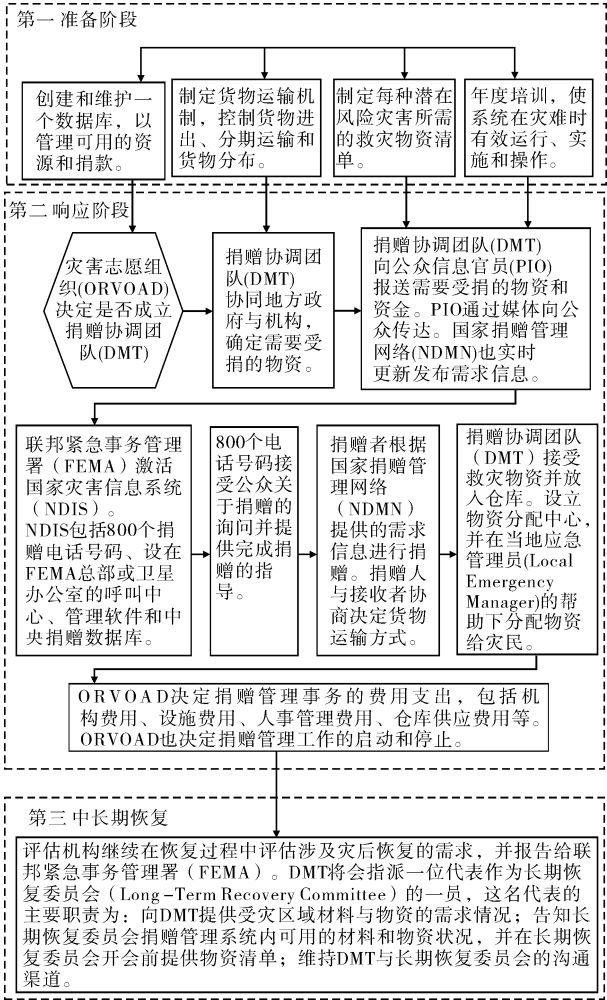 第一 准备阶段
创建和维护一
个数据库，以
管理可用的资
源和捐款。
制定货物运输机
制，控制货物进
出、分期运输和
货物分布。
制定每种潜在
风险灾害所需
的救灾物资清
单。
年度培训，使
系统在灾难时
有效运行、实
施和操作。
第二 响应阶段
灾害志愿组
织(ORVOAD)
决定是否成立
捐赠协调团
队(DMT)
捐赠协调团
队(DMT)
协同地方政
府与机构，
确定需要受
捐的物资。
捐赠协调团队(DMT)
向公众信息官员(PIO)
报送需要受捐的物资和
资金。PIO通过媒体向公
众传达。国家捐赠管理
网络(NDMN)也实时
更新发布需求信息。
联邦紧急事务管理
署（FEMA）激活
国家灾害信息系统
（NDIS）。
NDIS包括800个捐
赠电话号码、设在
FEMA总部或卫星
办公室的呼叫中
心、管理软件和中
央捐赠数据库。
800个电
话号码接
受公众关
于捐赠的
询问并提
供完成捐
赠的指
导。
捐赠者根据
国家捐赠管
理网络
（NDMN）
提供的需求
信息进行捐
赠。捐赠人
与接收者协
商决定货物
运输方式。
捐赠协调团队
（DMT）接受
救灾物资并放
入仓库。设立
物资分配中心，
并在当地应急
管理员(Local
Emergency
Manager)的帮
助下分配物资
给灾民。
ORVOAD决定捐赠管理事务的费用支出，包括机
构费用、设施费用、人事管理费用、仓库供应费用等。
ORVOAD也决定捐赠管理工作的启动和停止。
第三 中长期恢复
评估机构继续在恢复过程中评估涉及灾后恢复的需求，并报告给联
邦紧急事务管理署（FEMA）。DMT将会指派一位代表作为长期恢
复委员会（Long-Term Recovery Committee）的一员，这名代表的
主要职责为：向DMT提供受灾区域材料与物资的需求情况；告知长
期恢复委员会捐赠管理系统内可用的材料和物资状况，并在长期恢
复委员会开会前提供物资清单；维持DMT与长期恢复委员会的沟通
渠道。